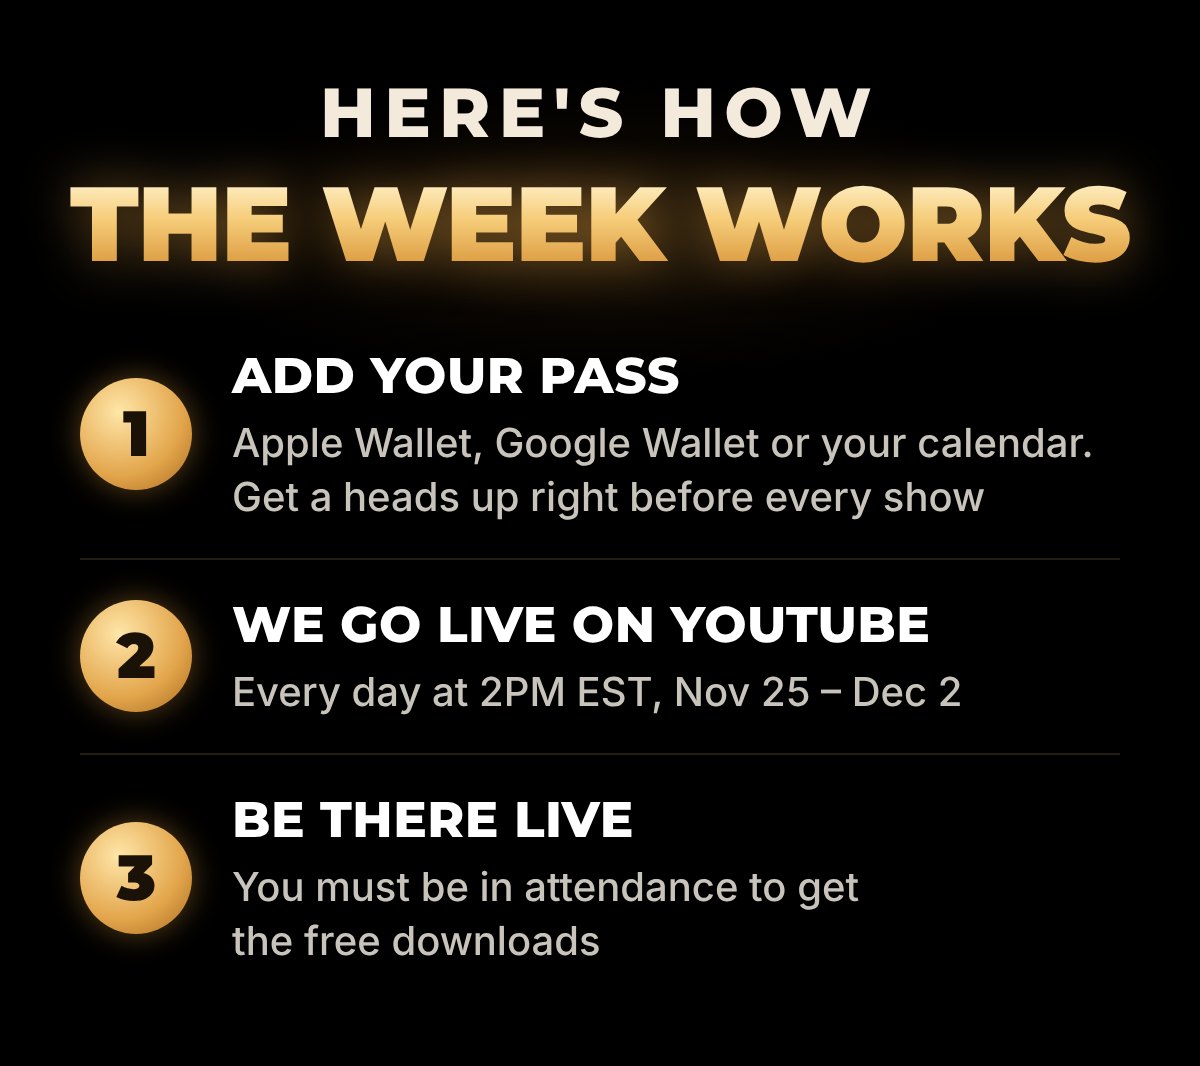 HERE'S HOW
THE WEEK WORKS
1
ADD YOUR PASS
Apple Wallet, Google Wallet or your calendar.
Get a heads up right before every show
2
WE GO LIVE ON YOUTUBE
Every day at 2PM EST, Nov 25 – Dec 2
3
BE THERE LIVE
You must be in attendance to get
the free downloads